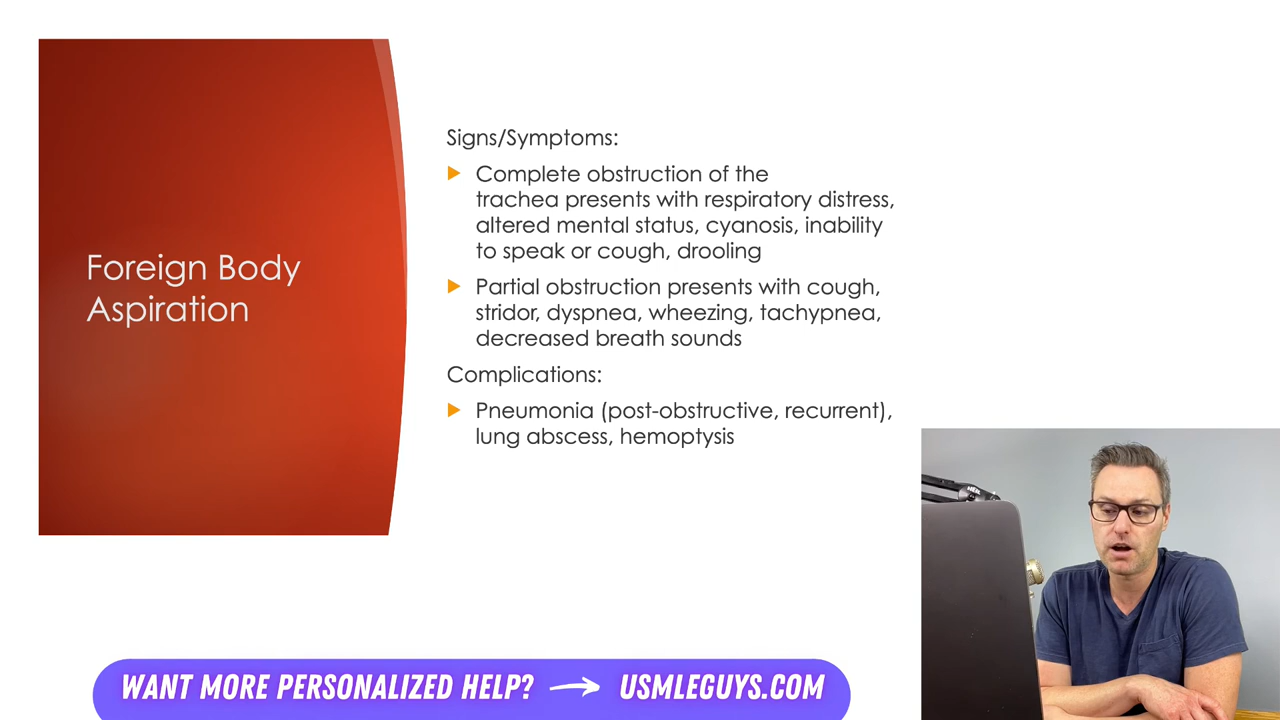 Foreign Body
Aspiration
Signs/Symptoms:
Complete obstruction of the
trachea presents with respiratory distress,
altered mental status, cyanosis, inability
to speak or cough, drooling
Partial obstruction presents with cough,
stridor, dyspnea, wheezing, tachypnea,
decreased breath sounds
Complications:
Pneumonia (post-obstructive, recurrent),
lung abscess, hemoptysis
WANT MORE PERSONALIZED HELP? → USMLEGUYS.COM